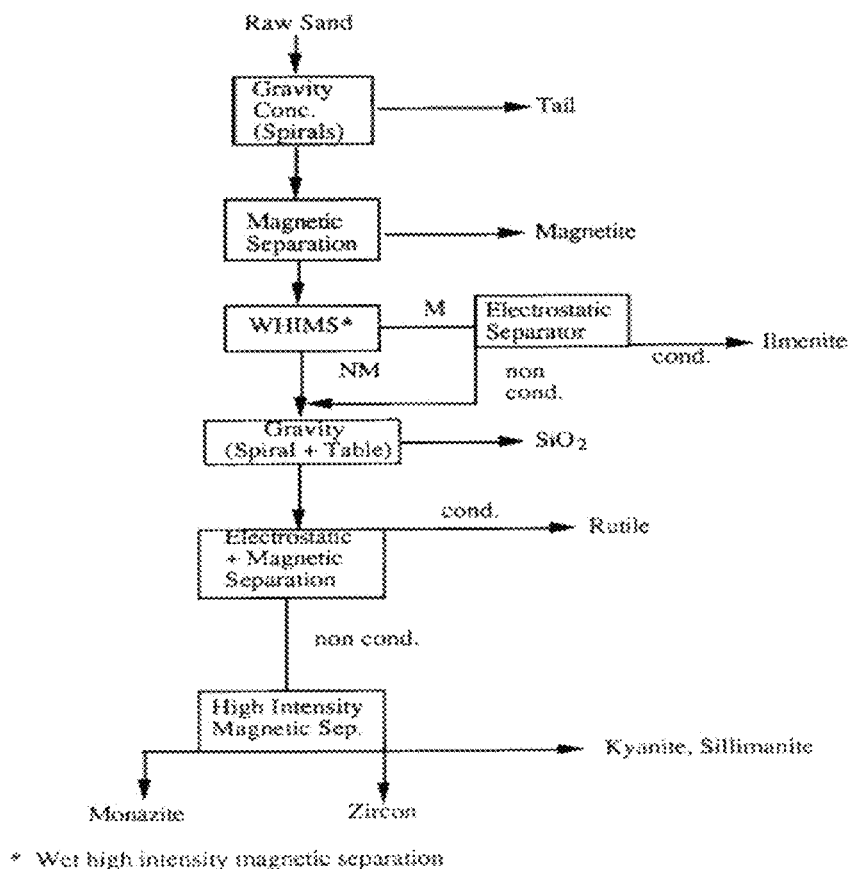 Raw Sand
Gravity
Conc.
(Spirals)
Tail
Magnetic
Separation
Magnetite
WHIMS*
M
Electrostatic
Separator
cond.
Ilmenite
NM
non
cond.
Gravity
(Spiral + Table)
SiO2
cond.
Rutile
Electrostatic
+ Magnetic
Separation
non cond.
High Intensity
Magnetic Sep.
Kyanite, Sillimanite
Monazite
Zircon
* Wet high intensity magnetic separation